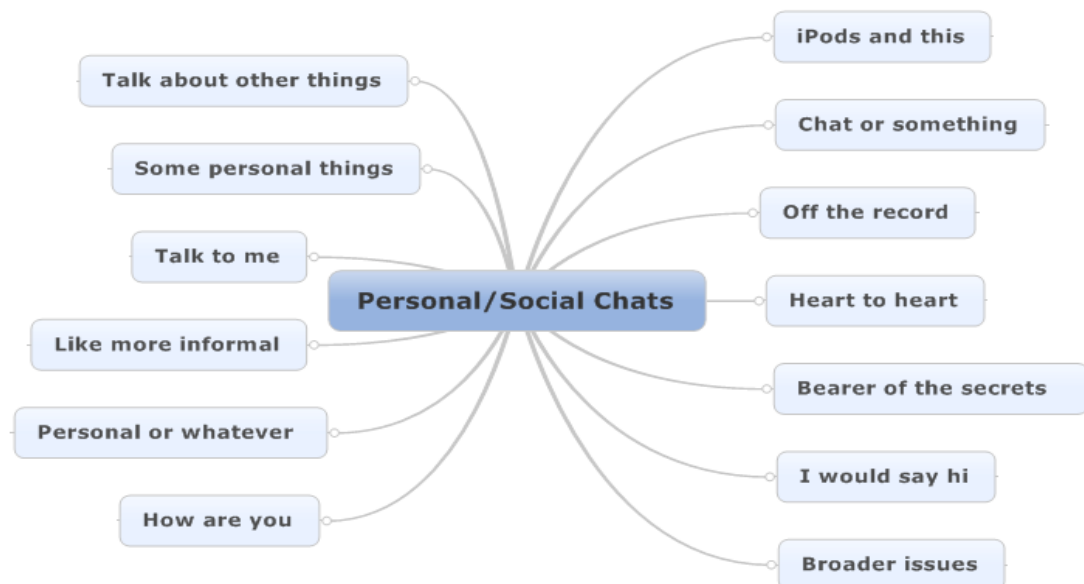 iPods and this
Talk about other things
Chat or something
Some personal things
Off the record
Talk to me
Personal/Social Chats
Heart to heart
Like more informal
Bearer of the secrets
Personal or whatever
I would say hi
How are you
Broader issues